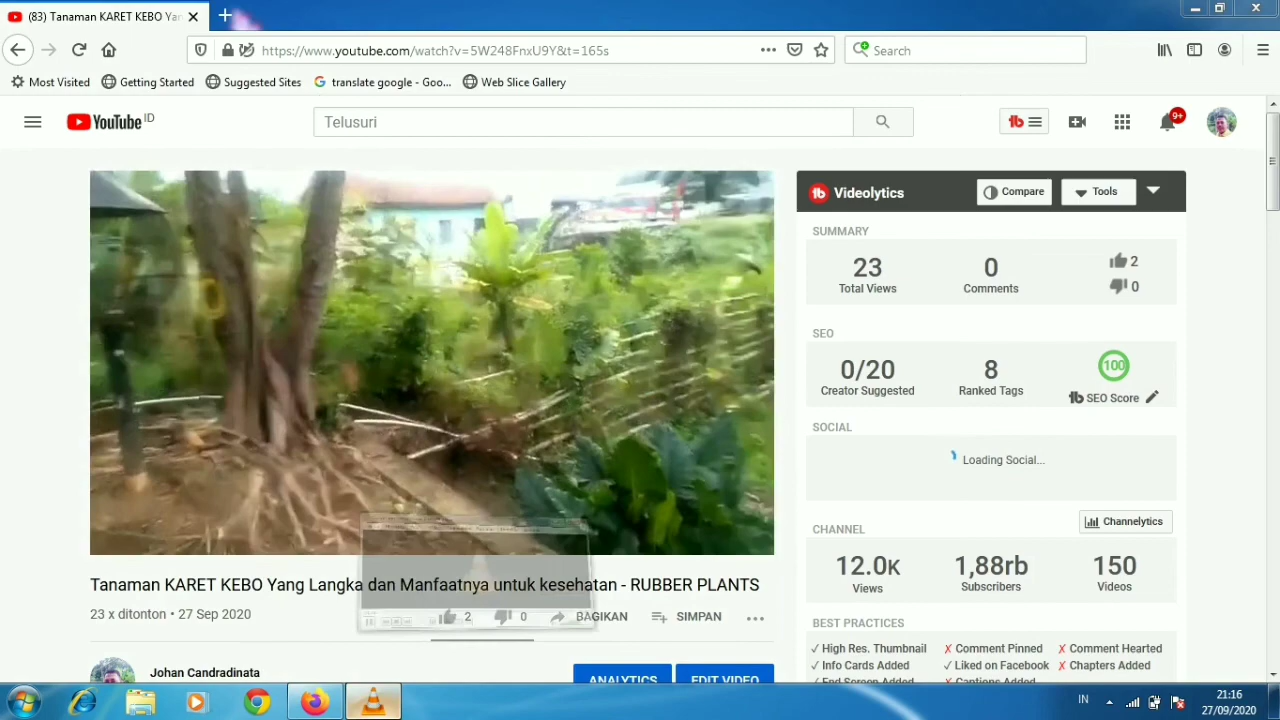 (83) Tanaman KARET KEBO Yan
https://www.youtube.com/watch?v=5W248FnxU9Y&t=165s
Search
Most Visited
Getting Started
Suggested Sites
translate google - Goo...
Web Slice Gallery
YouTube ID
Telusuri
9+
Videolytics
Compare
Tools
SUMMARY
23
Total Views
0
Comments
2
0
SEO
0/20
Creator Suggested
8
Ranked Tags
100
SEO Score
SOCIAL
Loading Social...
CHANNEL
Channelytics
12.0K
Views
1,88rb
Subscribers
150
Videos
BEST PRACTICES
✓ High Res. Thumbnail
✗ Comment Pinned
✗ Comment Hearted
✓ Info Cards Added
✓ Liked on Facebook
✗ Chapters Added
✓ End Screen Added
✗ Captions Added
Tanaman KARET KEBO Yang Langka dan Manfaatnya untuk kesehatan - RUBBER PLANTS
23 x ditonton • 27 Sep 2020
2
0
BAGIKAN
SIMPAN
Johan Candradinata
ANALYTICS
EDIT VIDEO
IN
21:16
27/09/2020